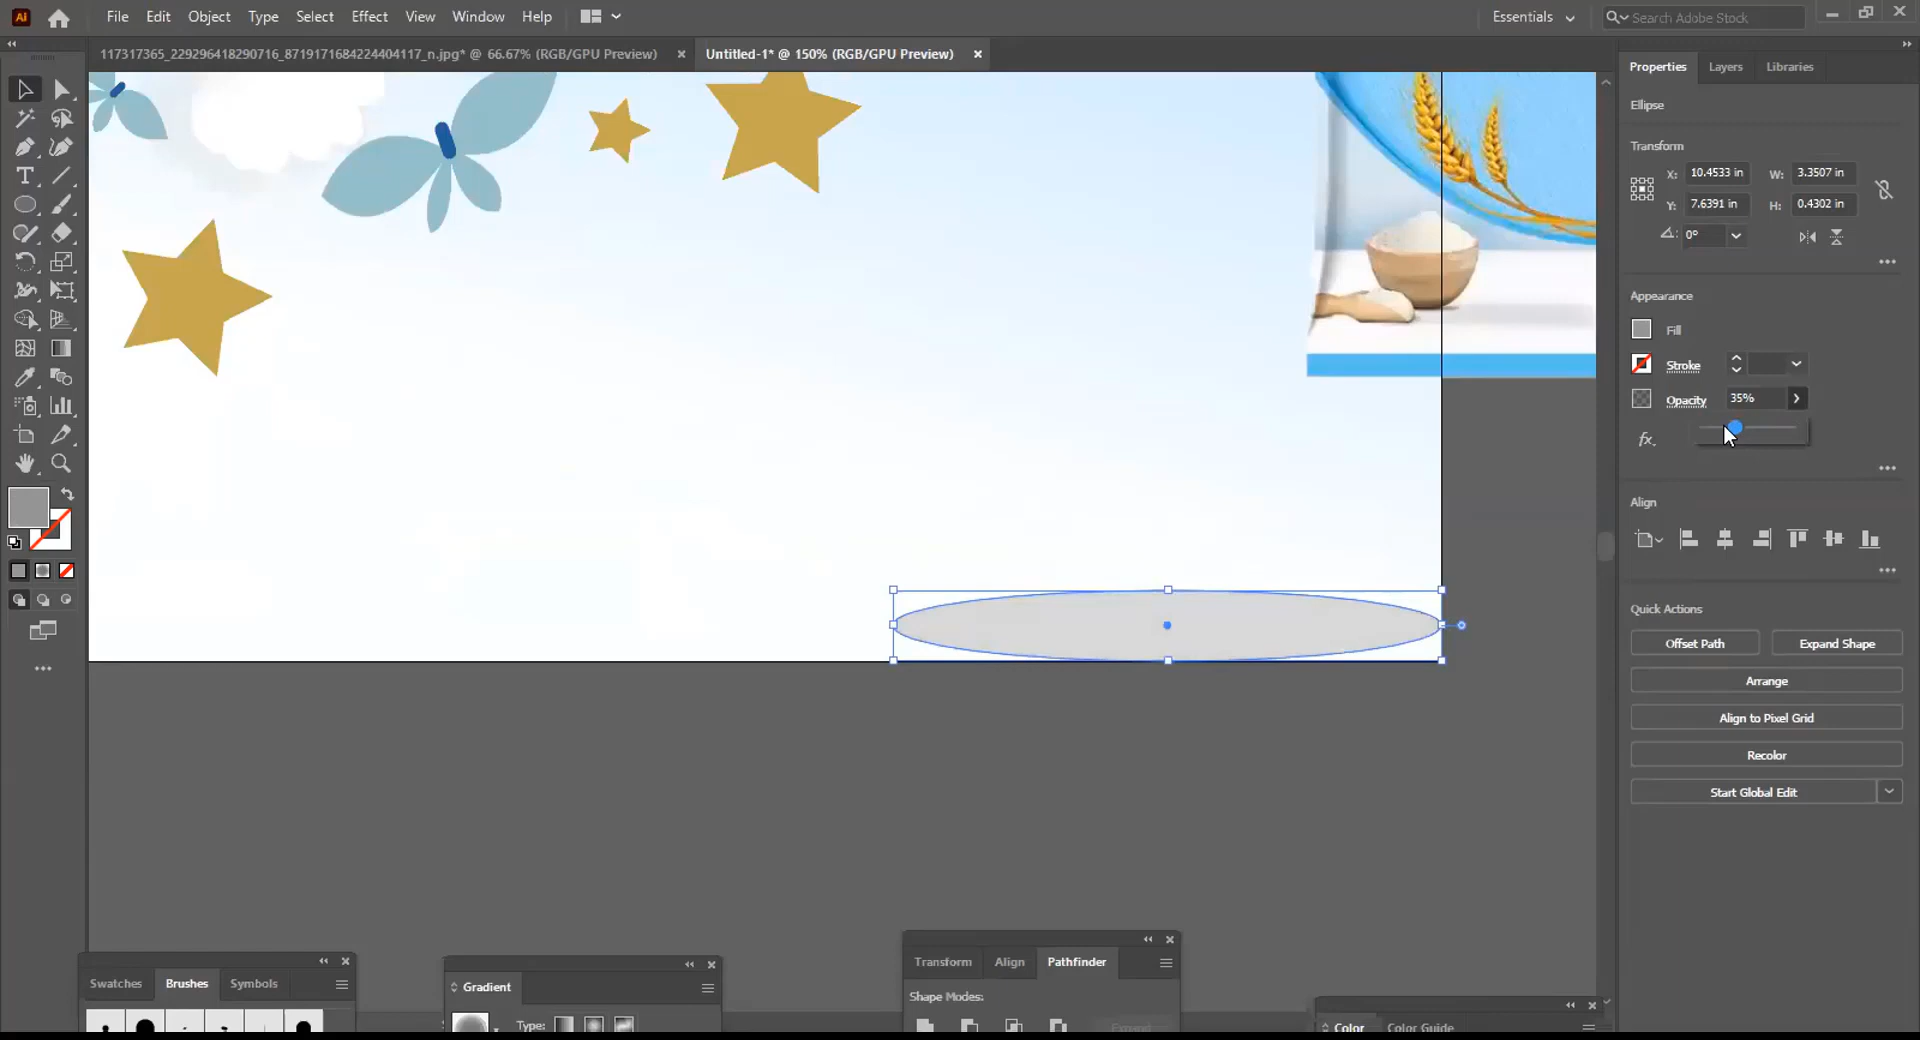 Ai File Edit Object Type Select Effect View Window Help Essentials Search Adobe Stock
117317365_229296418290716_8719171684224404117_n.jpg* @ 66.67% (RGB/GPU Preview) Untitled-1* @ 150% (RGB/GPU Preview)
Properties Layers Libraries
Ellipse
Transform
X: 10.4533 in W: 3.3507 in
Y: 7.6391 in H: 0.4302 in
0°
Appearance
Fill
Stroke
Opacity 35%
fx.
Align
Quick Actions
Offset Path Expand Shape
Arrange
Align to Pixel Grid
Recolor
Start Global Edit
Swatches Brushes Symbols
Gradient
Type:
Transform Align Pathfinder
Shape Modes:
Expand
Color Color Guide